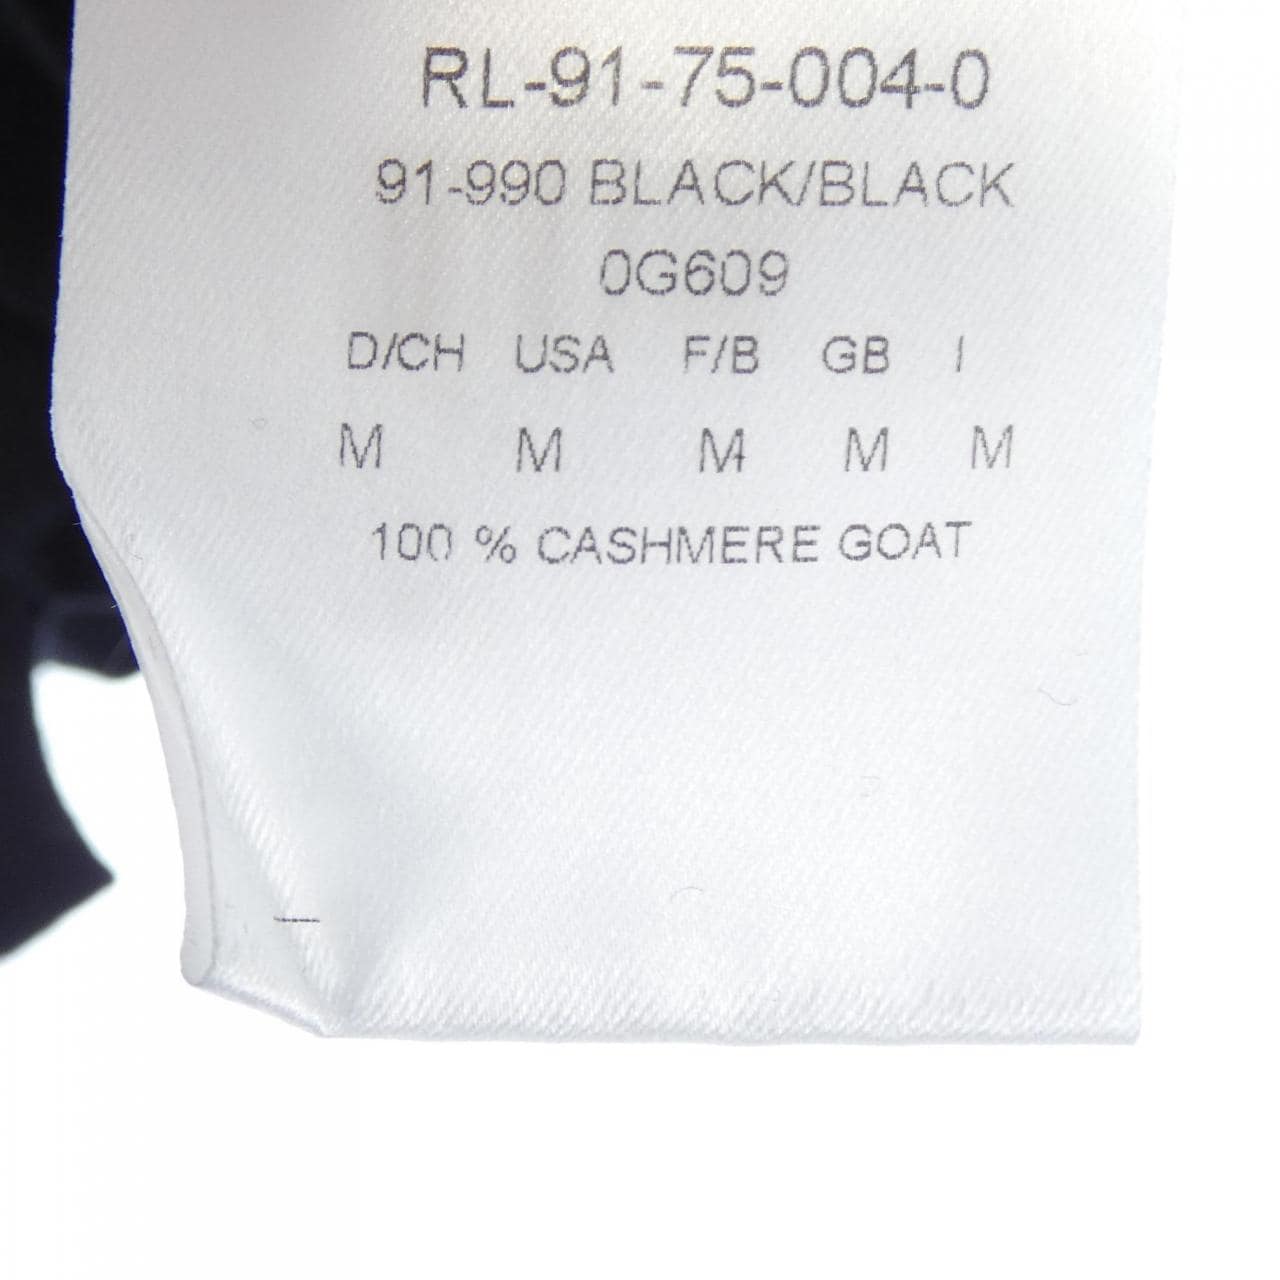 RL-91-75-004-0
91-990 BLACK/BLACK
0G609
D/CH USA F/B GB I
M M M M M
100 % CASHMERE GOAT